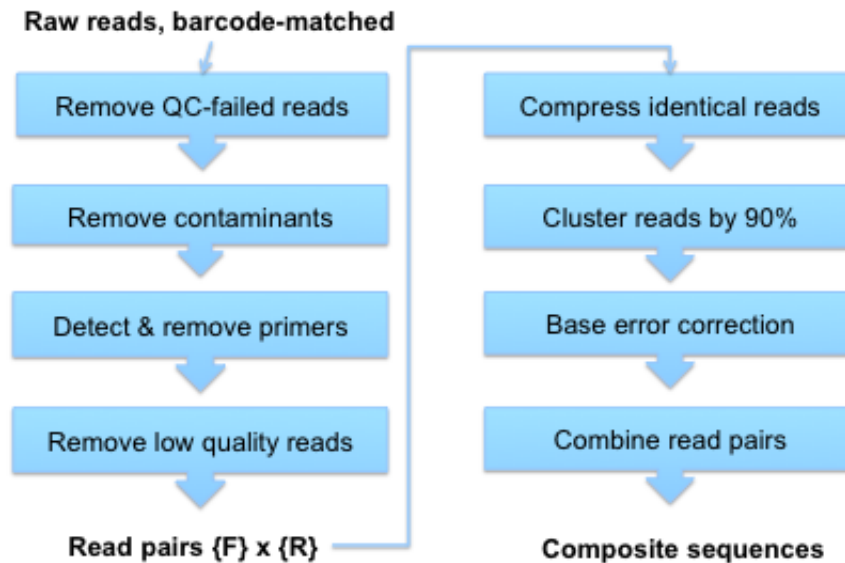 Raw reads, barcode-matched
Remove QC-failed reads
Remove contaminants
Detect & remove primers
Remove low quality reads
Read pairs {F} x {R}
Compress identical reads
Cluster reads by 90%
Base error correction
Combine read pairs
Composite sequences